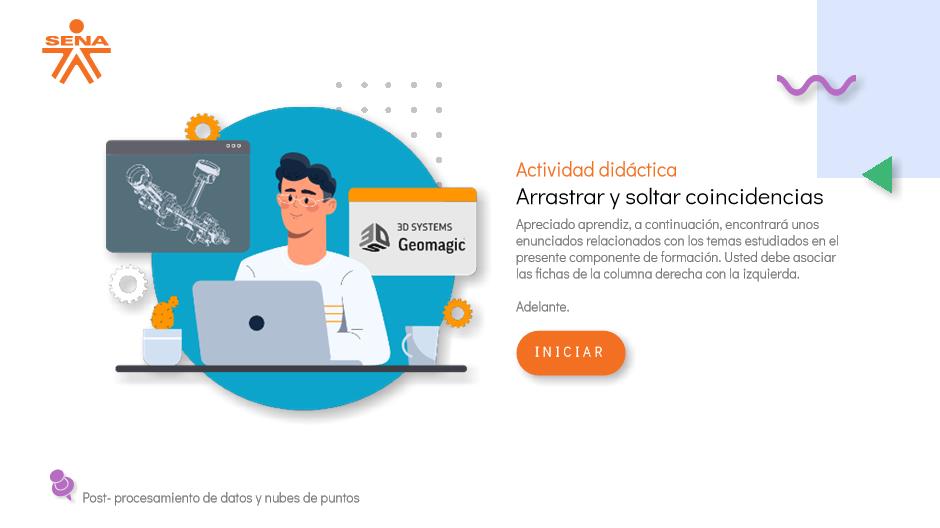 SENA
3D SYSTEMS
Geomagic
Actividad didáctica
Arrastrar y soltar coincidencias
Apreciado aprendiz, a continuación, encontrará unos
enunciados relacionados con los temas estudiados en el
presente componente de formación. Usted debe asociar
las fichas de la columna derecha con la izquierda.
Adelante.
INICIAR
Post- procesamiento de datos y nubes de puntos